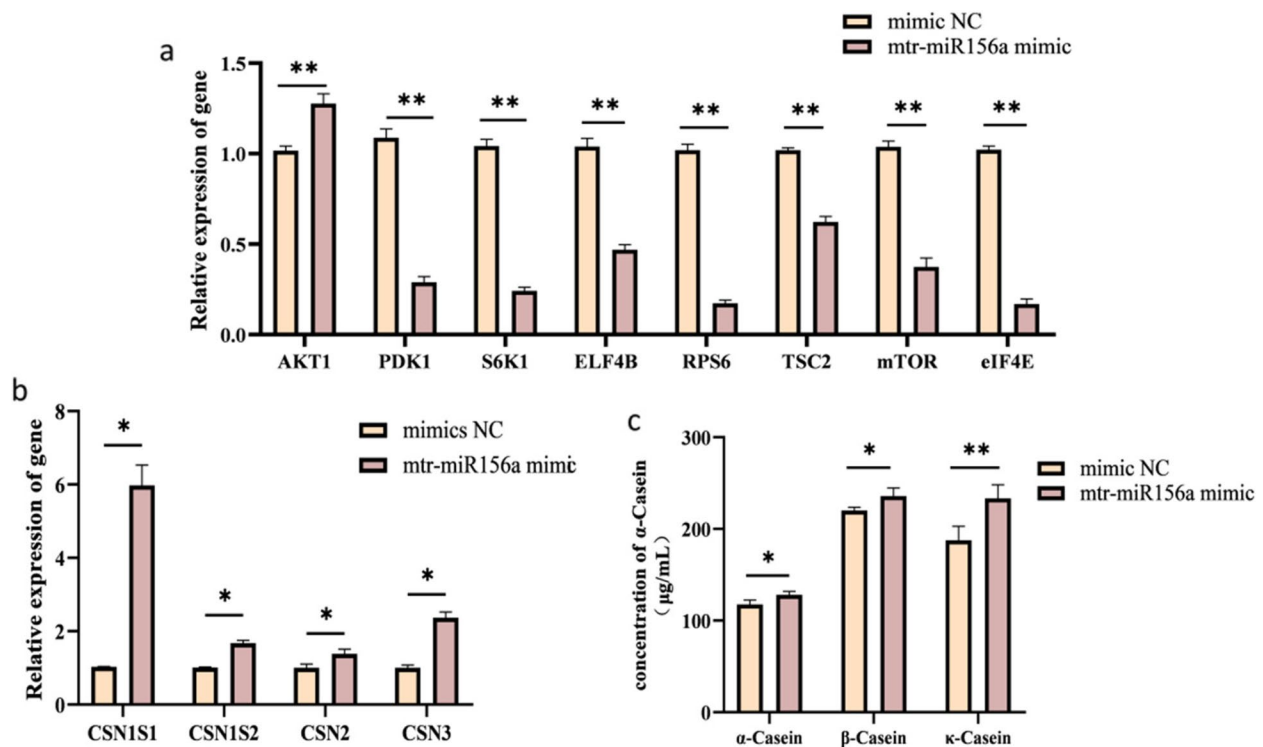 a
mimic NC
mtr-miR156a mimic
Relative expression of gene
1.5
1.0
0.5
0.0
** ** ** ** ** ** ** **
AKT1 PDK1 S6K1 ELF4B RPS6 TSC2 mTOR eIF4E
b
mimics NC
mtr-miR156a mimic
Relative expression of gene
8
6
4
2
0
* * * *
CSN1S1 CSN1S2 CSN2 CSN3
c
mimic NC
mtr-miR156a mimic
concentration of α-Casein
(μg/mL)
300
200
100
0
* * **
α-Casein β-Casein κ-Casein